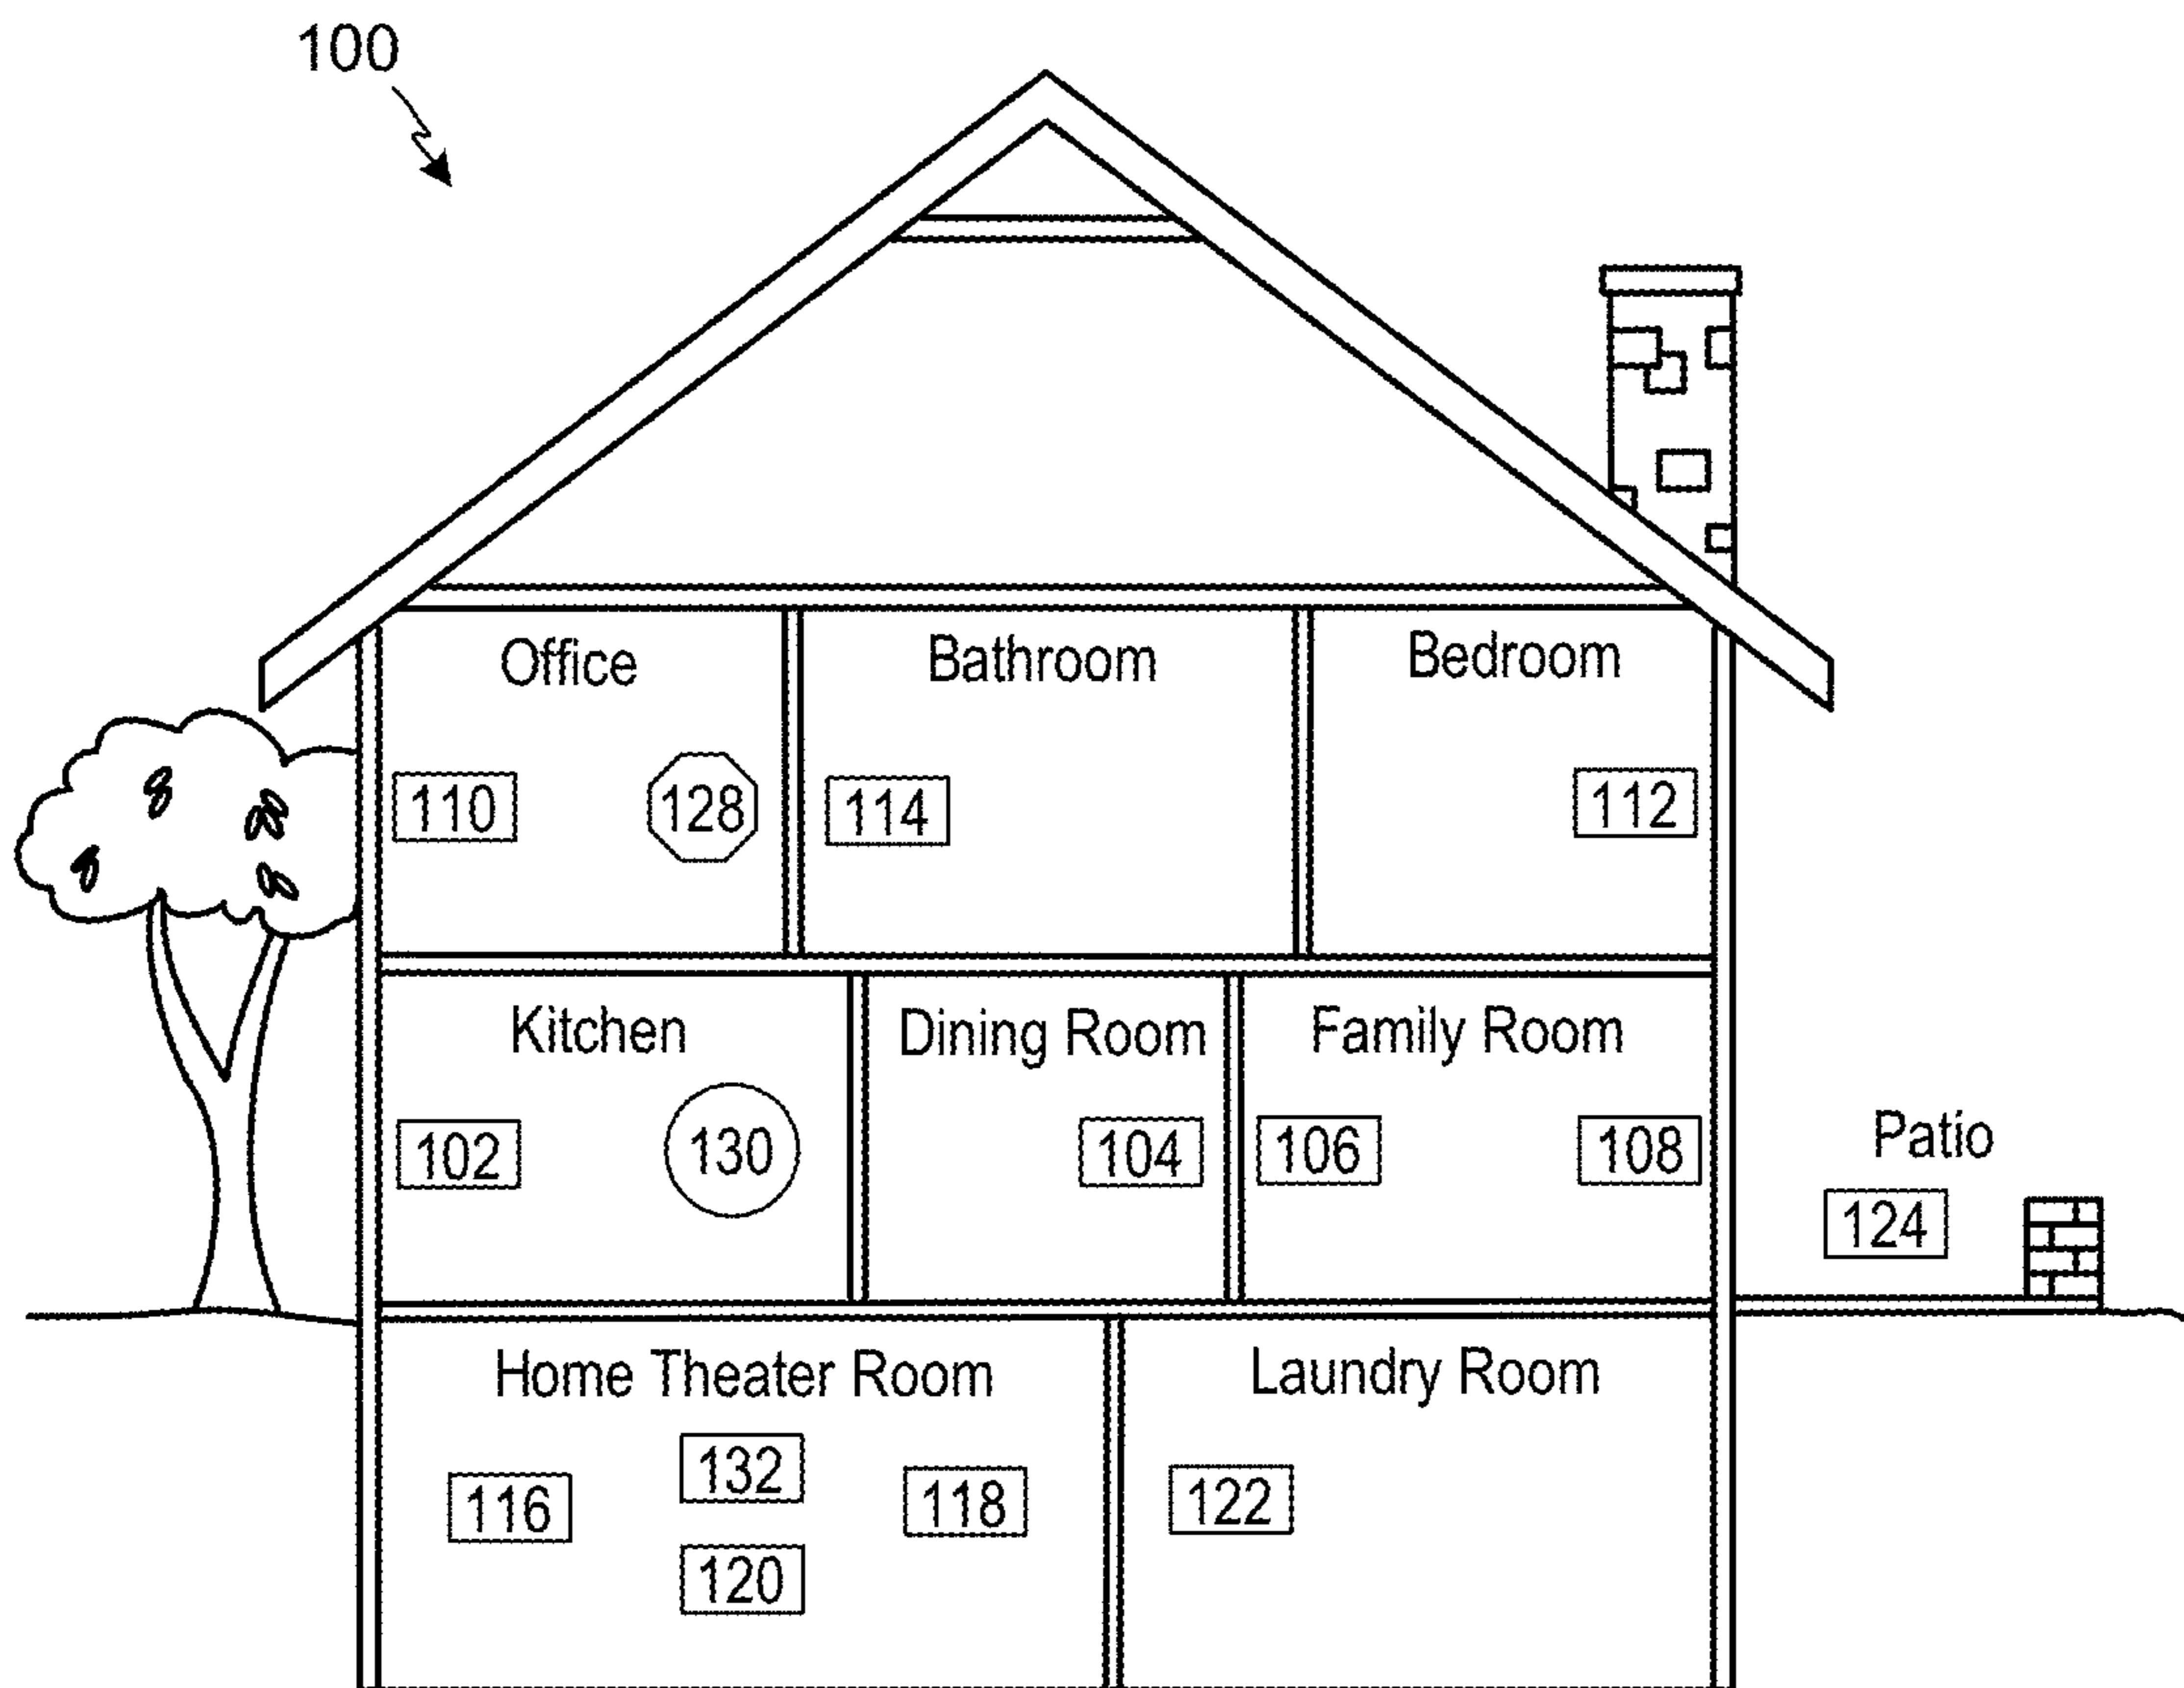 100
Office
Bathroom
Bedroom
110
128
114
112
Kitchen
Dining Room
Family Room
102
130
104
106
108
Patio
124
Home Theater Room
Laundry Room
116
132
118
120
122